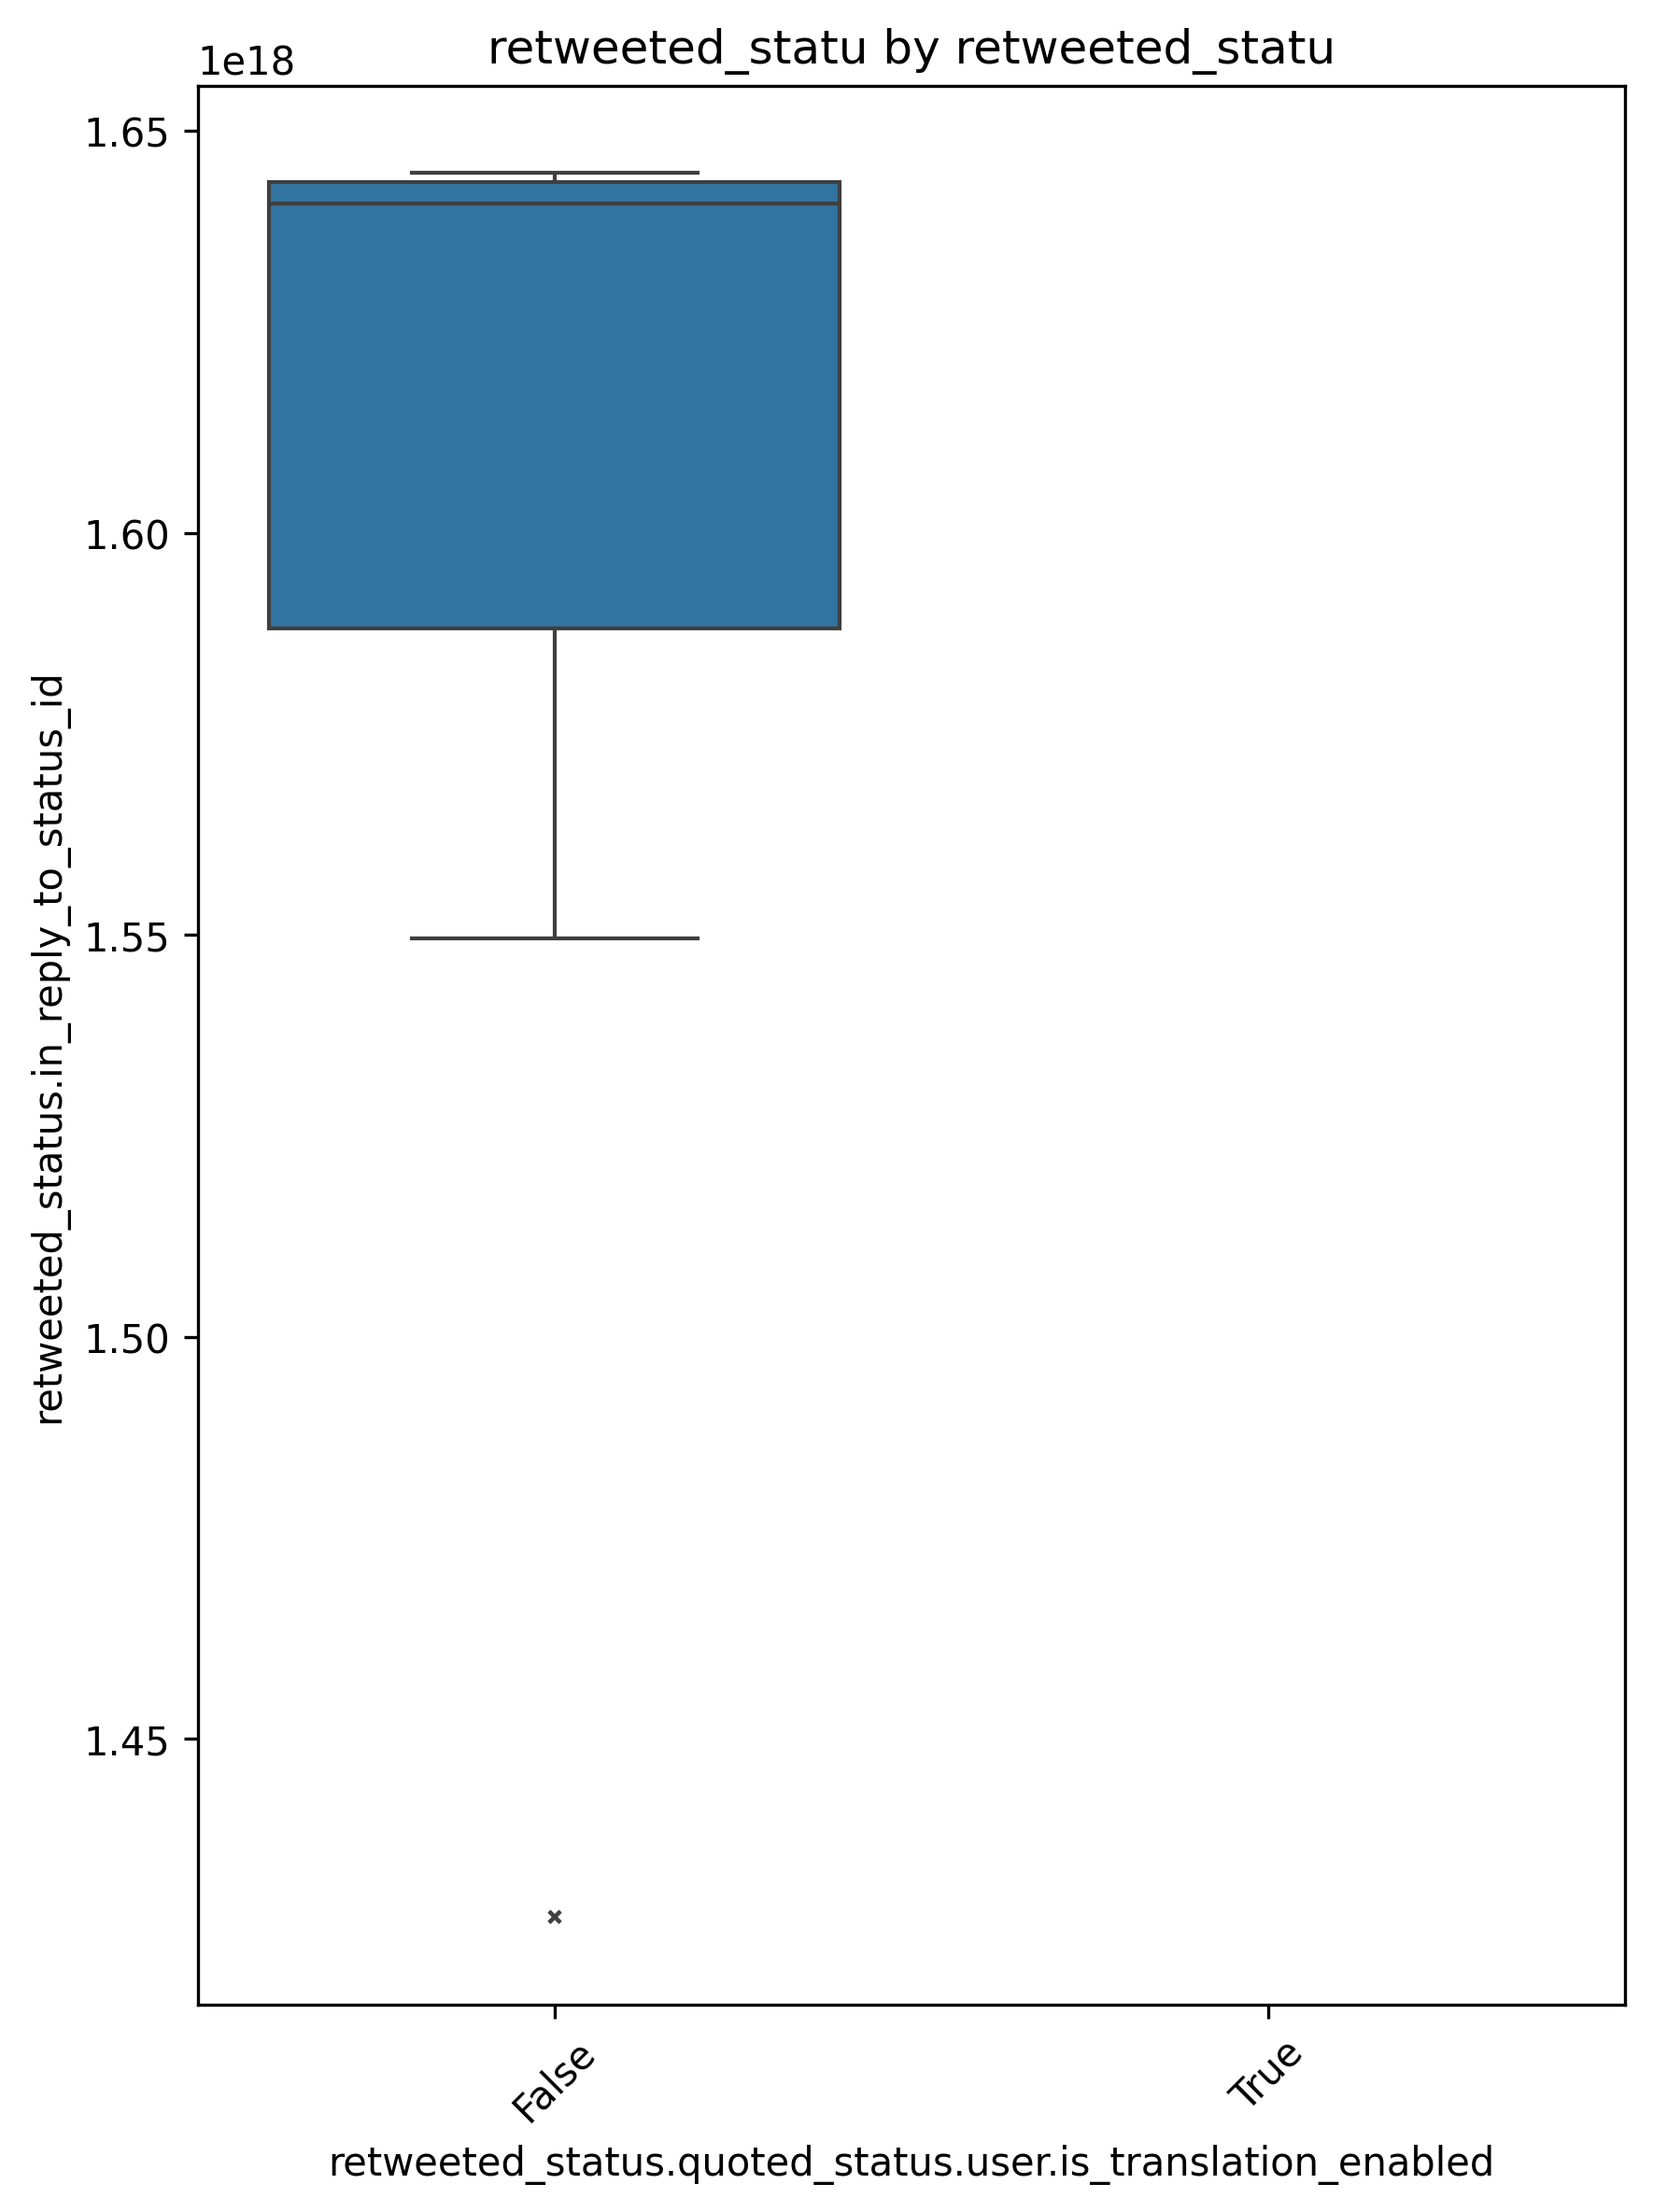 retweeted_statu by retweeted_statu
1e18
1.65
1.60
1.55
1.50
1.45
retweeted_status.in_reply_to_status_id
False
True
retweeted_status.quoted_status.user.is_translation_enabled